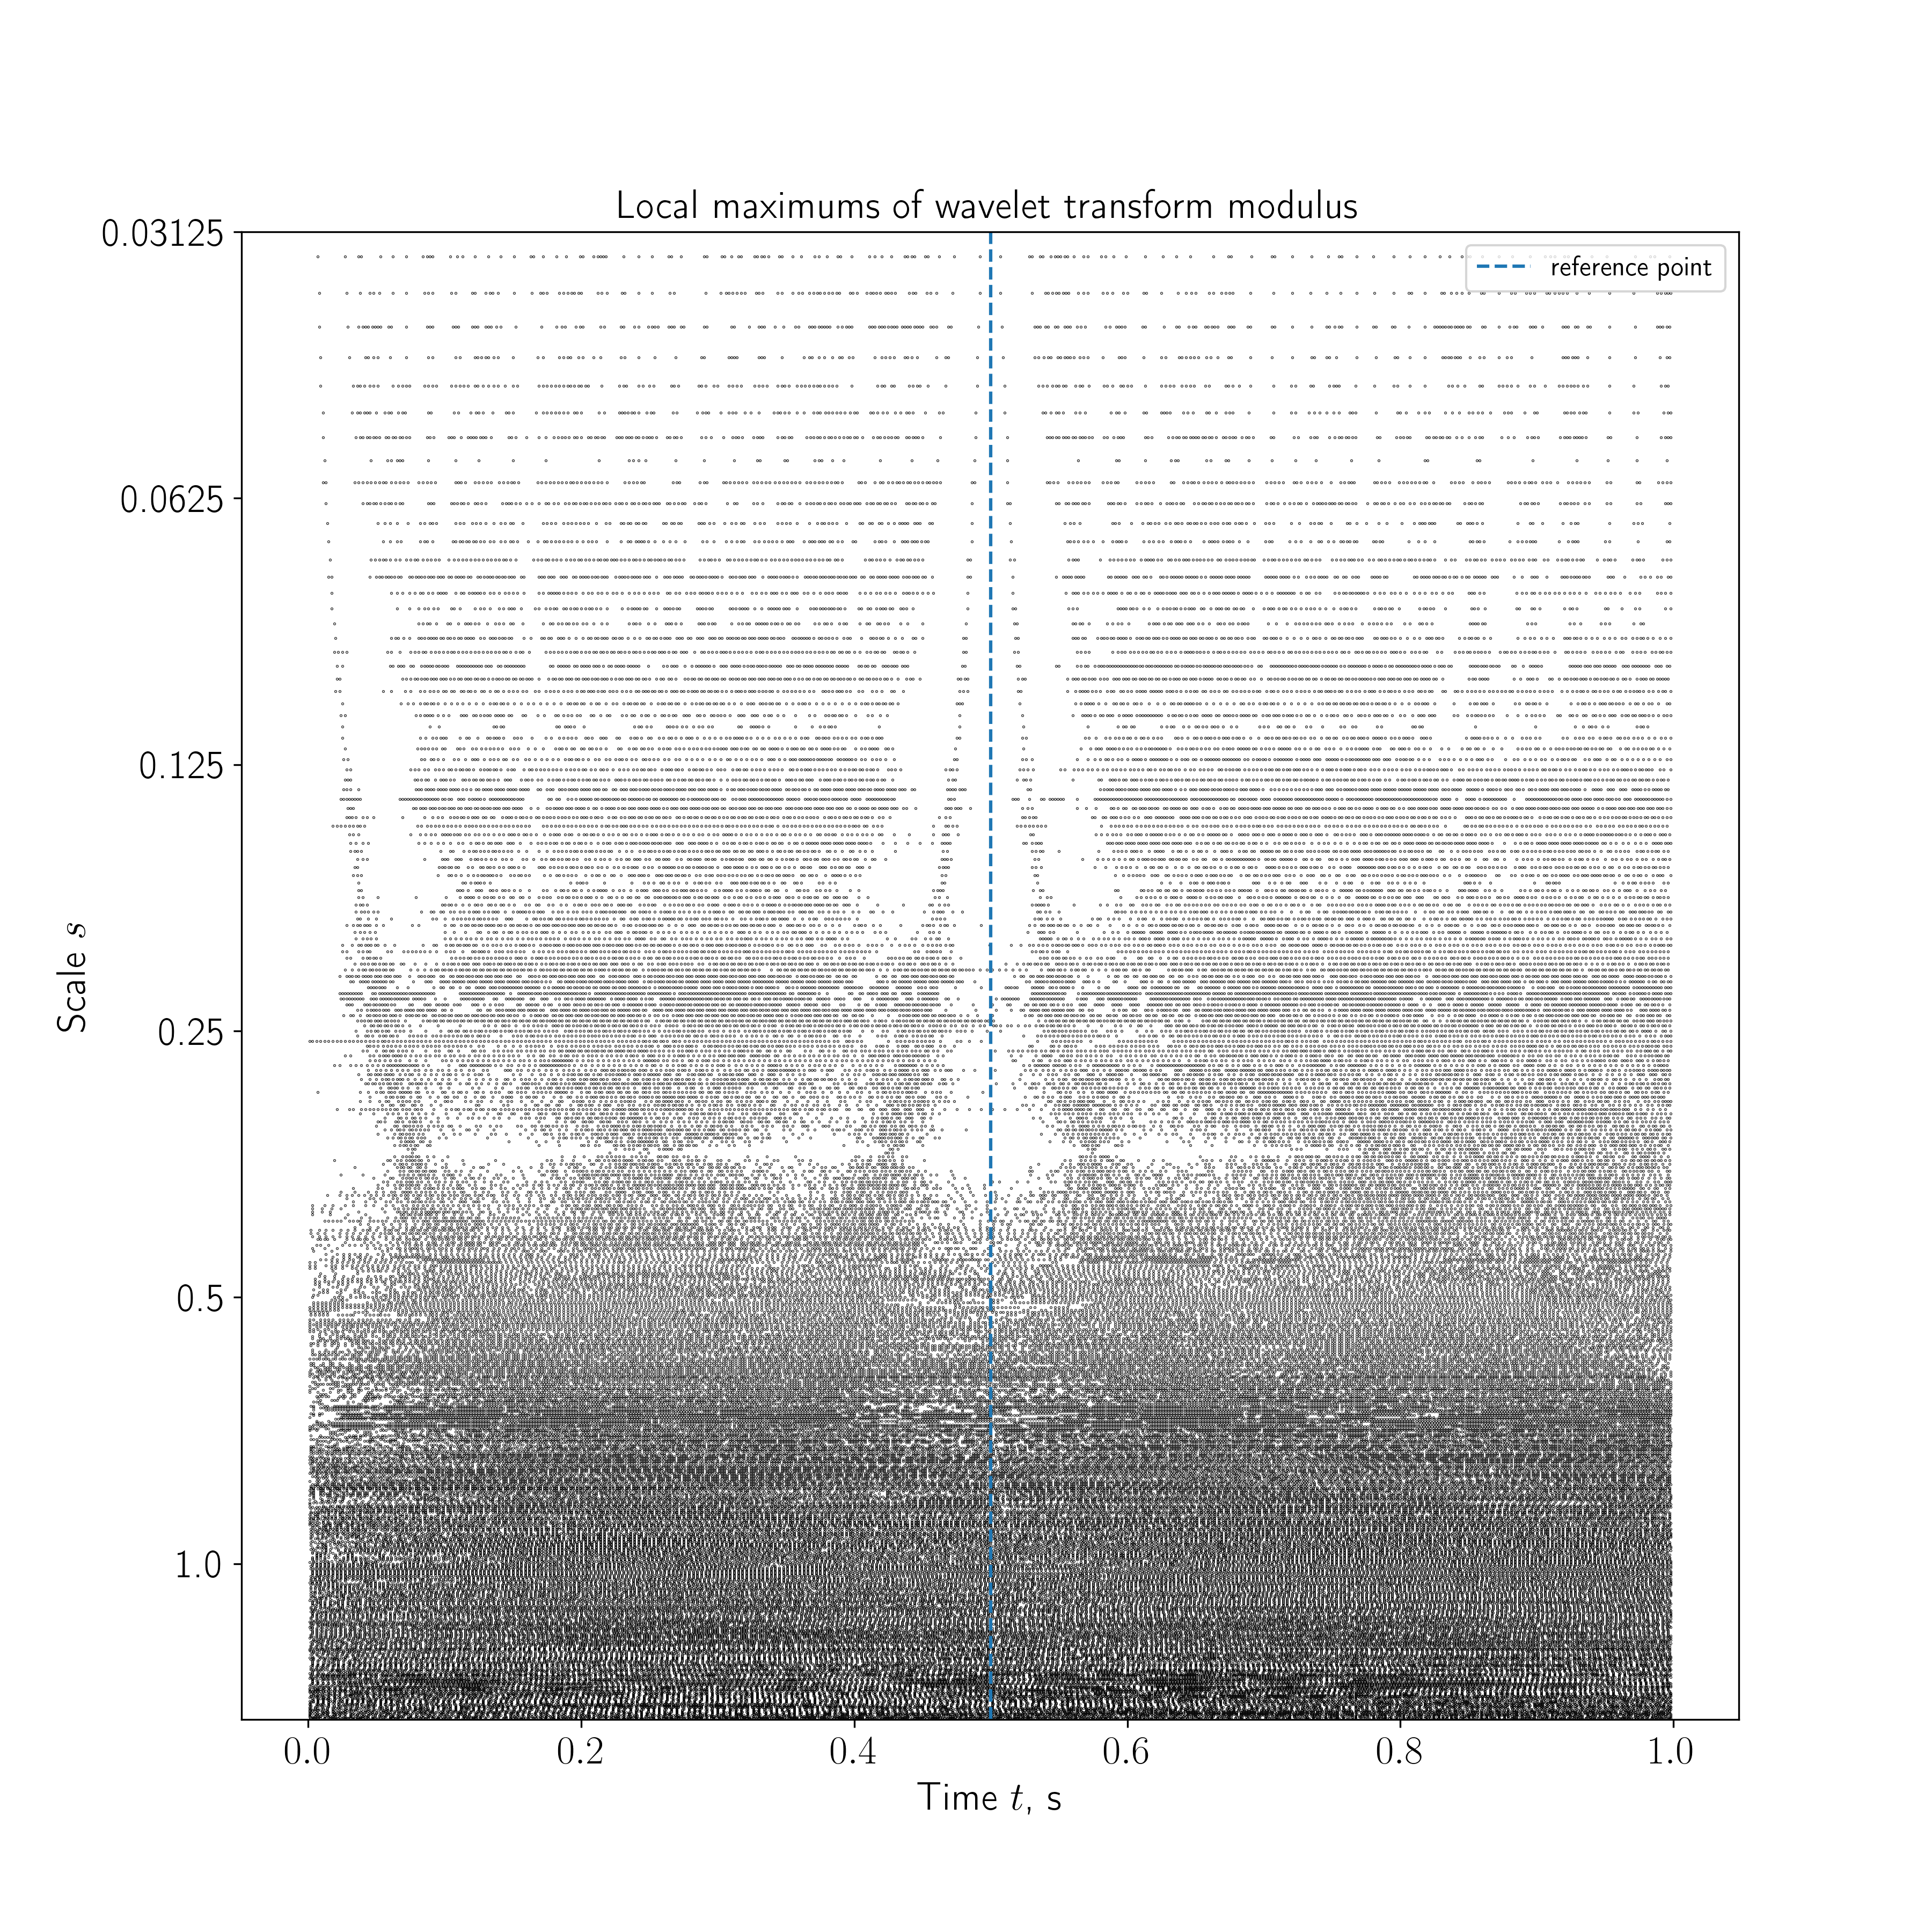 Local maximums of wavelet transform modulus
reference point
0.03125
0.0625
0.125
0.25
0.5
1.0
Scale s
0.0 0.2 0.4 0.6 0.8 1.0
Time t, s